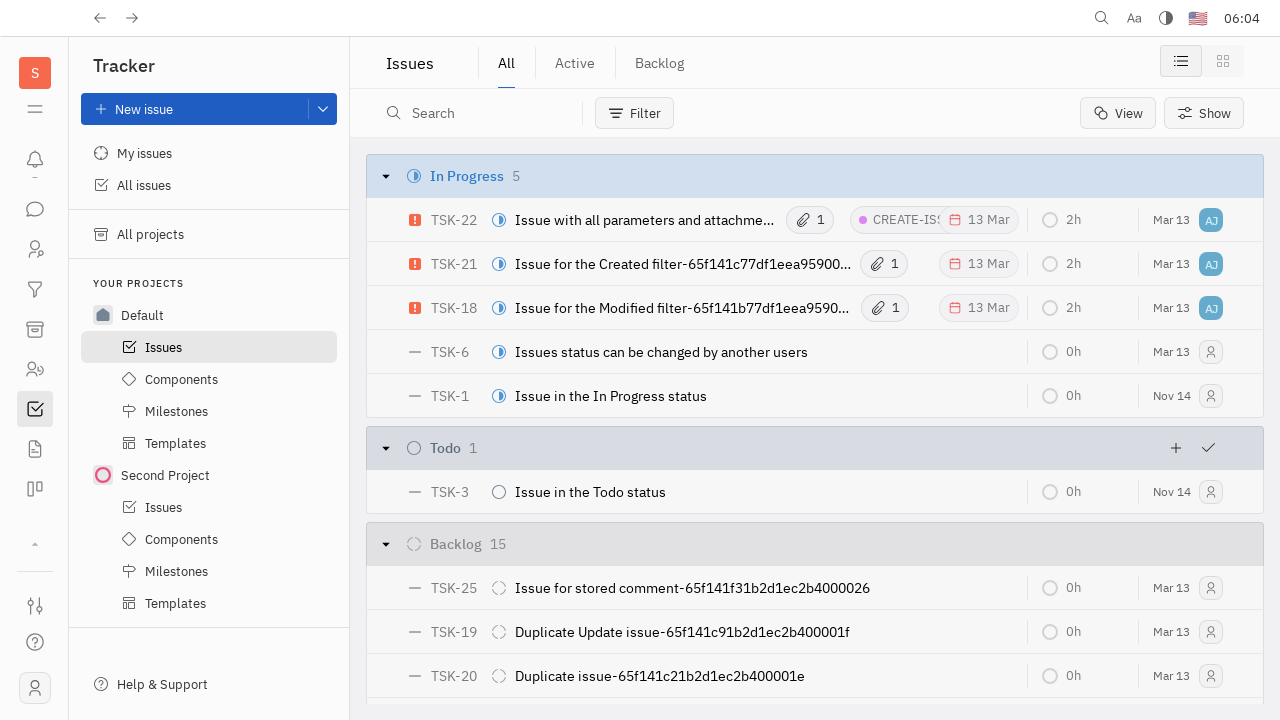 Aa
06:04
S
Tracker
New issue
My issues
All issues
All projects
YOUR PROJECTS
Default
Issues
Components
Milestones
Templates
Second Project
Issues
Components
Milestones
Templates
Help & Support
Issues
All
Active
Backlog
Search
Filter
View
Show
In Progress 5
TSK-22 Issue with all parameters and attachme... 1 CREATE-ISS 13 Mar 2h Mar 13 AJ
TSK-21 Issue for the Created filter-65f141c77df1eea95900... 1 13 Mar 2h Mar 13 AJ
TSK-18 Issue for the Modified filter-65f141b77df1eea9590... 1 13 Mar 2h Mar 13 AJ
TSK-6 Issues status can be changed by another users 0h Mar 13
TSK-1 Issue in the In Progress status 0h Nov 14
Todo 1
TSK-3 Issue in the Todo status 0h Nov 14
Backlog 15
TSK-25 Issue for stored comment-65f141f31b2d1ec2b4000026 0h Mar 13
TSK-19 Duplicate Update issue-65f141c91b2d1ec2b400001f 0h Mar 13
TSK-20 Duplicate issue-65f141c21b2d1ec2b400001e 0h Mar 13